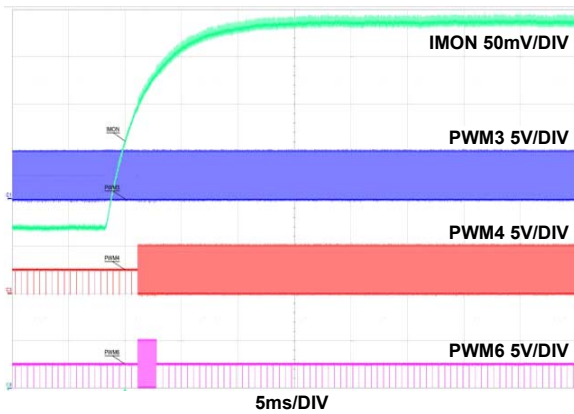 IMON 50mV/DIV
IMON
PWM3 5V/DIV
PWM3
PWM4 5V/DIV
PWM4
PWM6 5V/DIV
PWM6
5ms/DIV